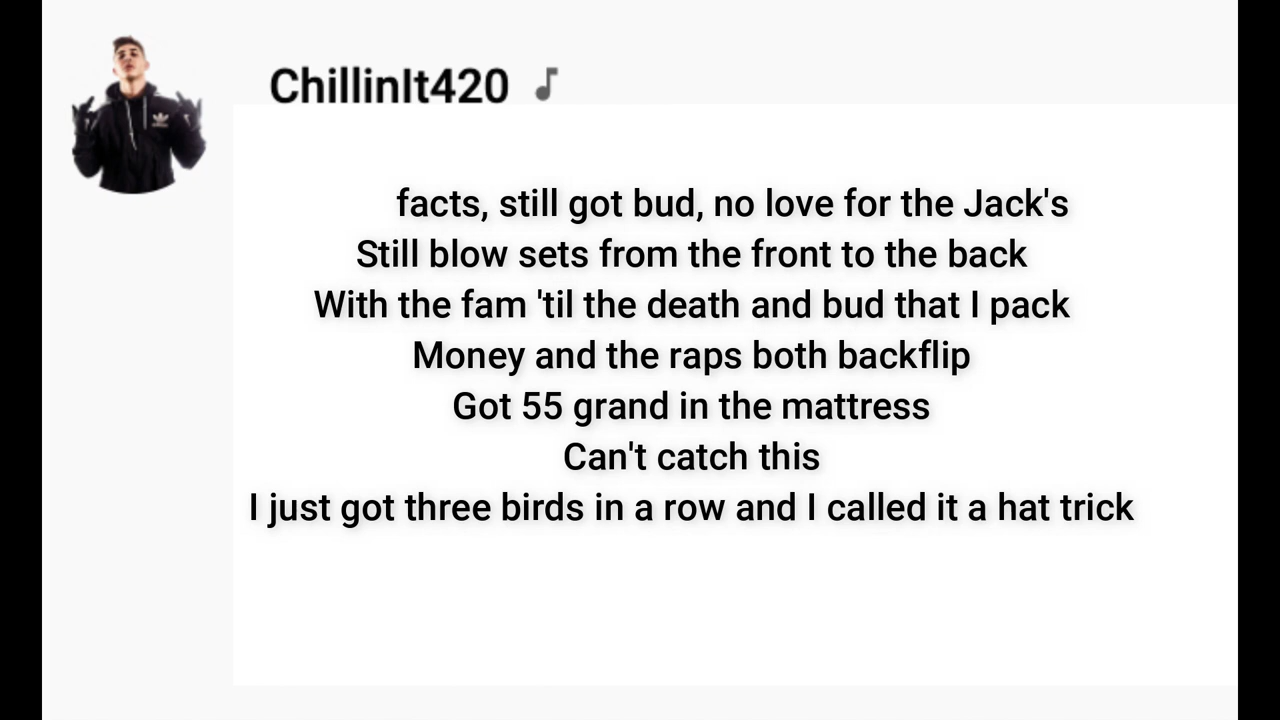 ChillinIt420
facts, still got bud, no love for the Jack's
Still blow sets from the front to the back
With the fam 'til the death and bud that I pack
Money and the raps both backflip
Got 55 grand in the mattress
Can't catch this
I just got three birds in a row and I called it a hat trick